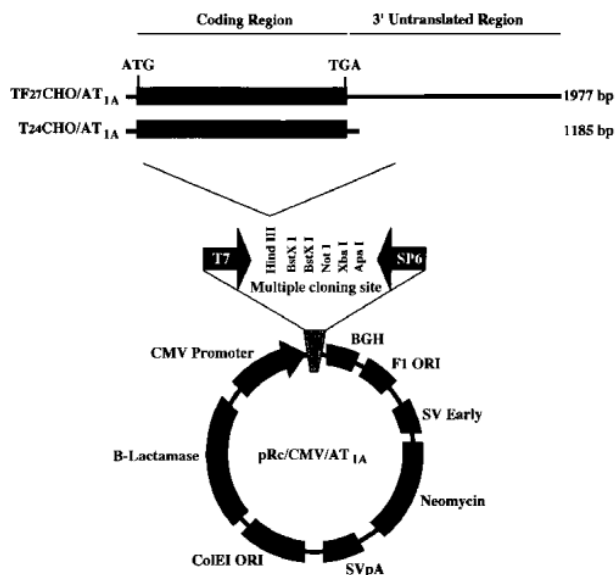 Coding Region 3' Untranslated Region
ATG TGA
TF27CHO/AT1A 1977 bp
T24CHO/AT1A 1185 bp
T7 Hind III BstX I BstX I Not I Xba I Apa I SP6
Multiple cloning site
BGH
CMV Promoter
F1 ORI
SV Early
B-Lactamase
pRc/CMV/AT1A
Neomycin
ColEI ORI
SVpA